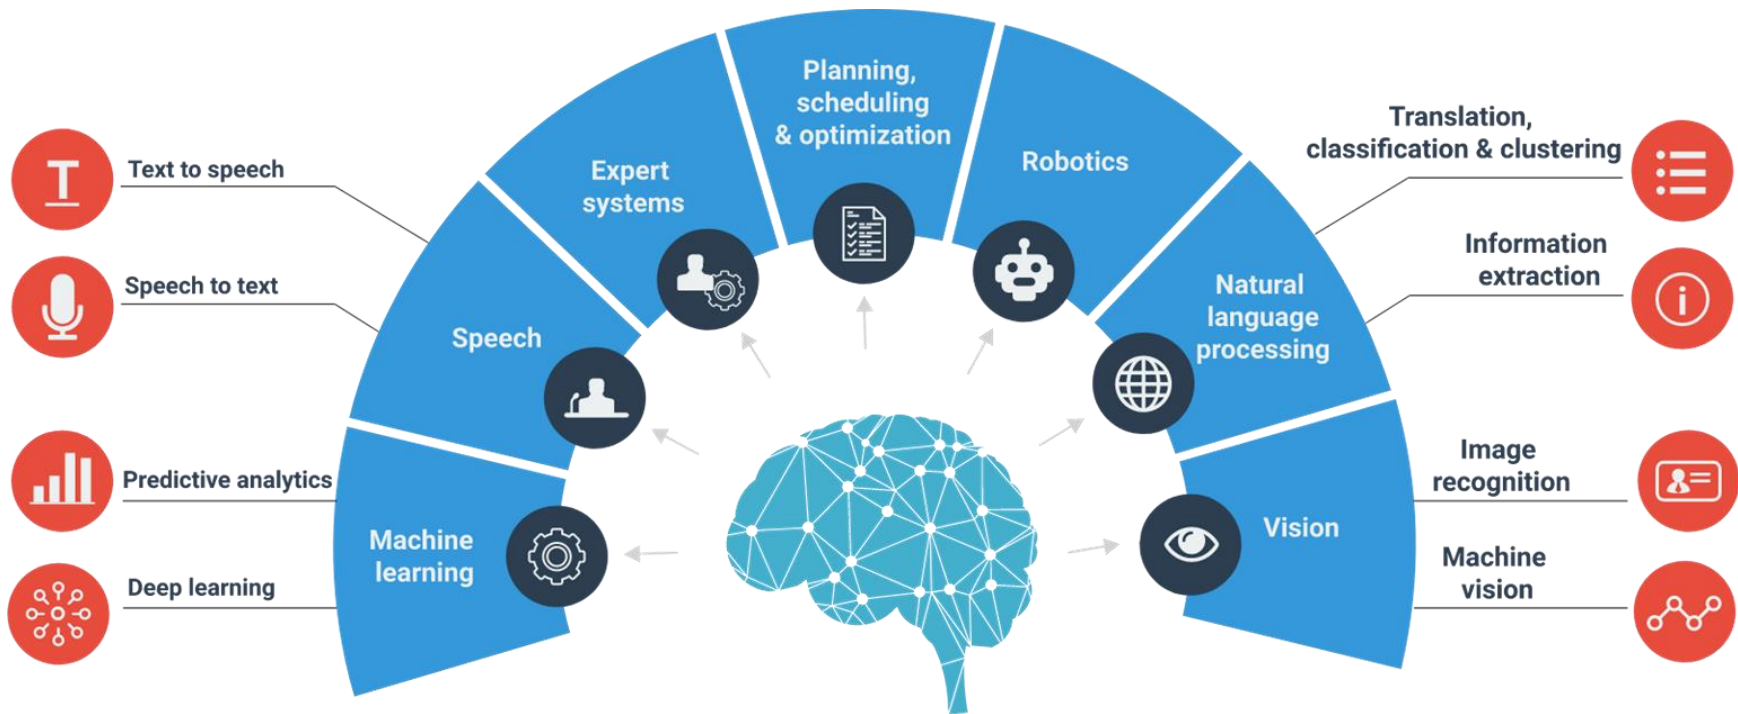 Text to speech
Speech to text
Predictive analytics
Deep learning
Machine
learning
Speech
Expert
systems
Planning,
scheduling
& optimization
Robotics
Natural
language
processing
Vision
Translation,
classification & clustering
Information
extraction
Image
recognition
Machine
vision
T
i